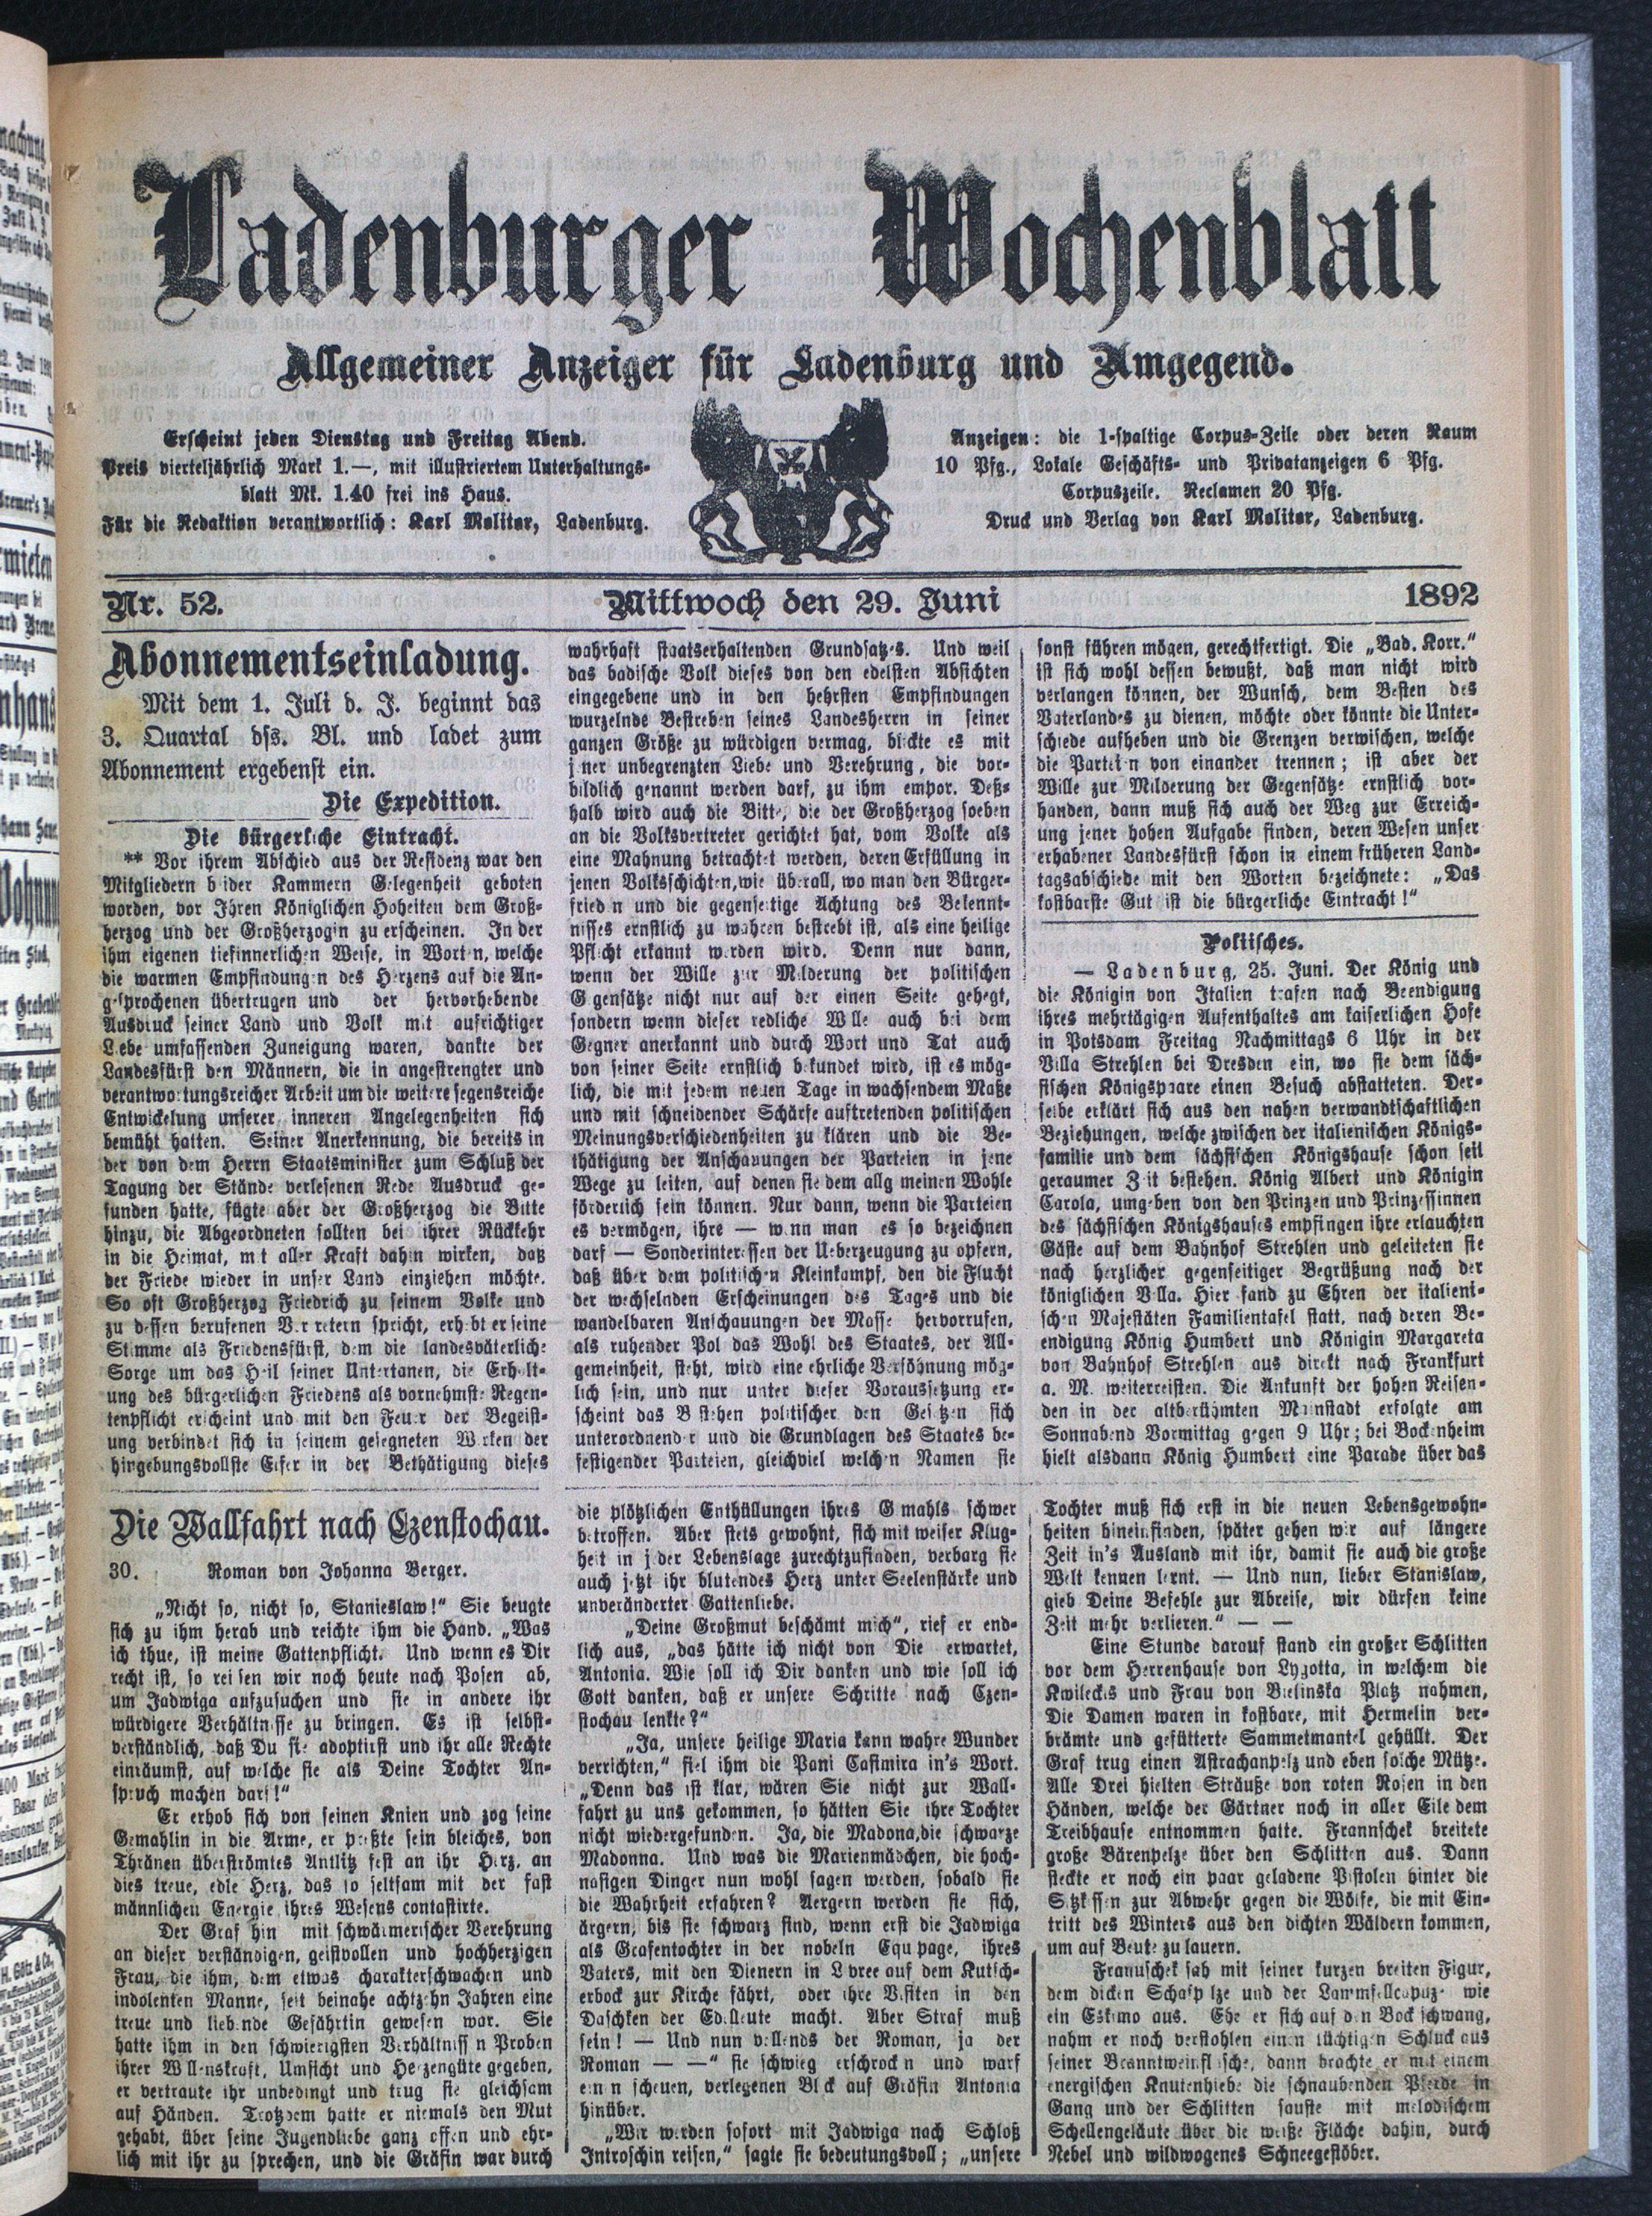 Ladenburger Wochenblatt
Allgemeiner Anzeiger für Ladenburg und Umgegend.
Erscheint jeden Dienstag und Freitag Abend.
Preis vierteljährlich Mark 1.—, mit illustriertem Unterhaltungs-
blatt Mk. 1.40 frei ins Haus.
Für die Redaktion verantwortlich: Karl Molitor, Ladenburg.
Anzeigen: die 1-spaltige Corpus-Zeile oder deren Raum
10 Pfg., Lokale Geschäfts- und Privatanzeigen 6 Pfg.
Corpuszeile. Reclamen 20 Pfg.
Druck und Verlag von Karl Molitor, Ladenburg.
Nr. 52. Mittwoch den 29. Juni 1892
Abonnementseinladung.
Mit dem 1. Juli d. J. beginnt das
3. Quartal dss. Bl. und ladet zum
Abonnement ergebenst ein.
Die Expedition.
Die bürgerliche Eintracht.
** Vor ihrem Abschied aus der Residenz war den
Mitgliedern beider Kammern Gelegenheit geboten
worden, vor Ihren Königlichen Hoheiten dem Groß-
herzog und der Großherzogin zu erscheinen. In der
ihm eigenen tiefinnerlichen Weise, in Worten, welche
die warmen Empfindungen des Herzens auf die An-
gesprochenen übertrugen und der hervorhebende
Ausdruck seiner Land und Volk mit aufrichtiger
Liebe umfassenden Zuneigung waren, dankte der
Landesfürst den Männern, die in angestrengter und
verantwortungsreicher Arbeit um die weitere segensreiche
Entwickelung unserer inneren Angelegenheiten sich
bemüht hatten. Seiner Anerkennung, die bereits in
der von dem Herrn Staatsminister zum Schluß der
Tagung der Stände verlesenen Rede Ausdruck ge-
funden hatte, fügte aber der Großherzog die Bitte
hinzu, die Abgeordneten sollten bei ihrer Rückkehr
in die Heimat, mit aller Kraft dahin wirken, daß
der Friede wieder in unser Land einziehen möchte.
So oft Großherzog Friedrich zu seinem Volke und
zu dessen berufenen Vertretern spricht, erhebt er seine
Stimme als Friedensfürst, dem die landesväterliche
Sorge um das Heil seiner Untertanen, die Erhalt-
ung des bürgerlichen Friedens als vornehmste Regen-
tenpflicht erscheint und mit den Feuer der Begeist-
ung verbindet sich in seinem gesegneten Wirken der
hingebungsvollste Eifer in der Bethätigung dieses
wahrhaft staatserhaltenden Grundsatzes. Und weil
das badische Volk dieses von den edelsten Absichten
eingegebene und in den hehrsten Empfindungen
wurzelnde Bestreben seines Landesherrn in seiner
ganzen Größe zu würdigen vermag, blickte es mit
jener unbegrenzten Liebe und Verehrung, die vor-
bildlich genannt werden darf, zu ihm empor. Deß-
halb wird auch die Bitte, die der Großherzog soeben
an die Volksvertreter gerichtet hat, vom Volke als
eine Mahnung betrachtet werden, deren Erfüllung in
jenen Volksschichten, wie überall, wo man den Bürger-
frieden und die gegenseitige Achtung des Bekennt-
nisses ernstlich zu wahren bestrebt ist, als eine heilige
Pflicht erkannt werden wird. Denn nur dann,
wenn der Wille zur Milderung der politischen
Gegensätze nicht nur auf der einen Seite gehegt,
sondern wenn dieser redliche Wille auch bei dem
Gegner anerkannt und durch Wort und Tat auch
von seiner Seite ernstlich bekundet wird, ist es mög-
lich, die mit jedem neuen Tage in wachsendem Maße
und mit schneidender Schärfe auftretenden politischen
Meinungsverschiedenheiten zu klären und die Be-
thätigung der Anschauungen der Parteien in jene
Wege zu leiten, auf denen sie dem allgemeinen Wohle
förderlich sein können. Nur dann, wenn die Parteien
es vermögen, ihre — wenn man es so bezeichnen
darf — Sonderinteressen der Ueberzeugung zu opfern,
daß über dem politischen Kleinkampf, den die Flucht
der wechselnden Erscheinungen des Tages und die
wandelbaren Anschauungen der Masse hervorrufen,
als ruhender Pol das Wohl des Staates, der All-
gemeinheit, steht, wird eine ehrliche Versöhnung mög-
lich sein, und nur unter dieser Voraussetzung er-
scheint das Bestehen politischer den Gesetzen sich
unterordnender und die Grundlagen des Staates be-
festigender Parteien, gleichviel welchen Namen sie
sonst führen mögen, gerechtfertigt. Die „Bad. Korr.“
ist sich wohl dessen bewußt, daß man nicht wird
verlangen können, der Wunsch, dem Besten des
Vaterlandes zu dienen, möchte oder könnte die Unter-
schiede aufheben und die Grenzen verwischen, welche
die Parteien von einander trennen; ist aber der
Wille zur Milderung der Gegensätze ernstlich vor-
handen, dann muß sich auch der Weg zur Erreich-
ung jener hohen Aufgabe finden, deren Wesen unser
erhabener Landesfürst schon in einem früheren Land-
tagsabschiede mit den Worten bezeichnete: „Das
kostbarste Gut ist die bürgerliche Eintracht!“
Politisches.
— Ladenburg, 25. Juni. Der König und
die Königin von Italien trafen nach Beendigung
ihres mehrtägigen Aufenthaltes am kaiserlichen Hofe
in Potsdam Freitag Nachmittags 6 Uhr in der
Villa Strehlen bei Dresden ein, wo sie dem säch-
sischen Königspaare einen Besuch abstatteten. Der-
selbe erklärt sich aus den nahen verwandtschaftlichen
Beziehungen, welche zwischen der italienischen Königs-
familie und dem sächsischen Königshause schon seit
geraumer Zeit bestehen. König Albert und Königin
Carola, umgeben von den Prinzen und Prinzessinnen
des sächsischen Königshauses empfingen ihre erlauchten
Gäste auf dem Bahnhof Strehlen und geleiteten sie
nach herzlicher gegenseitiger Begrüßung nach der
königlichen Villa. Hier fand zu Ehren der italieni-
schen Majestäten Familientafel statt, nach deren Be-
endigung König Humbert und Königin Margareta
von Bahnhof Strehlen aus direkt nach Frankfurt
a. M. weiterreisten. Die Ankunft der hohen Reisen-
den in der altberühmten Mainstadt erfolgte am
Sonnabend Vormittag gegen 9 Uhr; bei Bockenheim
hielt alsdann König Humbert eine Parade über das
Die Wallfahrt nach Czenstochau.
30. Roman von Johanna Berger.
„Nicht so, nicht so, Stanieslaw!“ Sie beugte
sich zu ihm herab und reichte ihm die Hand. „Was
ich thue, ist meine Gattenpflicht. Und wenn es Dir
recht ist, so reisen wir noch heute nach Posen ab,
um Jadwiga aufzusuchen und sie in andere ihr
würdigere Verhältnisse zu bringen. Es ist selbst-
verständlich, daß Du sie adoptirst und ihr alle Rechte
einräumst, auf welche sie als Deine Tochter An-
spruch machen darf!“
Er erhob sich von seinen Knien und zog seine
Gemahlin in die Arme, er preßte sein bleiches, von
Thränen überströmtes Antlitz fest an ihr Herz, an
dies treue, edle Herz, das so seltsam mit der fast
männlichen Energie ihres Wesens contastirte.
Der Graf hin mit schwärmerischer Verehrung
an dieser verständigen, geistvollen und hochherzigen
Frau, die ihm, dem etwas charakterschwachen und
indolenten Manne, seit beinahe achtzehn Jahren eine
treue und liebende Gefährtin gewesen war. Sie
hatte ihm in den schwierigsten Verhältnissen Proben
ihrer Willenskraft, Umsicht und Herzengüte gegeben,
er vertraute ihr unbedingt und trug sie gleichsam
auf Händen. Trotzdem hatte er niemals den Mut
gehabt, über seine Jugendliebe ganz offen und ehr-
lich mit ihr zu sprechen, und die Gräfin war durch
die plötzlichen Enthüllungen ihres Gemahls schwer
betroffen. Aber stets gewohnt, sich mit weiser Klug-
heit in jeder Lebenslage zurechtzufinden, verbarg sie
auch jetzt ihr blutendes Herz unter Seelenstärke und
unveränderter Gattenliebe.
„Deine Großmut beschämt mich“, rief er end-
lich aus, „das hätte ich nicht von Die erwartet,
Antonia. Wie soll ich Dir danken und wie soll ich
Gott danken, daß er unsere Schritte nach Czen-
stochau lenkte?“
„Ja, unsere heilige Maria kann wahre Wunder
verrichten,“ fiel ihm die Pani Casimira in's Wort.
„Denn das ist klar, wären Sie nicht zur Wall-
fahrt zu uns gekommen, so hätten Sie ihre Tochter
nicht wiedergefunden. Ja, die Madona, die schwarze
Madonna. Und was die Marienmädchen, die hoch-
nasigen Dinger nun wohl sagen werden, sobald sie
die Wahrheit erfahren? Aergern werden sie sich,
ärgern, bis sie schwarz sind, wenn erst die Jadwiga
als Grafentochter in der nobeln Equipage, ihres
Vaters, mit den Dienern in Livree auf dem Kutsch-
erbock zur Kirche fährt, oder ihre Visiten in den
Daschken der Edelleute macht. Aber Straf muß
sein! — Und nun vollends der Roman, ja der
Roman — —“ sie schwieg erschrocken und warf
einen scheuen, verlegenen Blick auf Gräfin Antonia
hinüber.
„Wir werden sofort mit Jadwiga nach Schloß
Introschin reisen,“ sagte sie bedeutungsvoll; „unsere
Tochter muß sich erst in die neuen Lebensgewohn-
heiten hineinfinden, später gehen wir auf längere
Zeit in's Ausland mit ihr, damit sie auch die große
Welt kennen lernt. — Und nun, lieber Stanislaw,
gieb Deine Befehle zur Abreise, wir dürfen keine
Zeit mehr verlieren.“ — —
Eine Stunde darauf stand ein großer Schlitten
vor dem Herrenhause von Lygotta, in welchem die
Kwileckis und Frau von Bielinska Platz nahmen,
Die Damen waren in kostbare, mit Hermelin ver-
brämte und gefütterte Sammetmantel gehüllt. Der
Graf trug einen Astrachanpelz und eben solche Mütze.
Alle Drei hielten Sträuße von roten Rosen in den
Händen, welche der Gärtner noch in aller Eile dem
Treibhause entnommen hatte. Frannschek breitete
große Bärenpelze über den Schlitten aus. Dann
steckte er noch ein paar geladene Pistolen hinter die
Sitzkissen zur Abwehr gegen die Wölfe, die mit Ein-
tritt des Winters aus den dichten Wäldern kommen,
um auf Beute zu lauern.
Franuschek sah mit seiner kurzen breiten Figur,
dem dicken Schafpelze und der Lammfellcapuze wie
ein Eskimo aus. Ehe er sich auf den Bock schwang,
nahm er noch verstohlen einen tüchtigen Schluck aus
seiner Branntweinflasche, dann brachte er mit einem
energischen Knutenhiebe die schnaubenden Pferde in
Gang und der Schlitten sauste mit melodischem
Schellengeläute über die weiße Fläche dahin, durch
Nebel und wildwogenes Schneegestöber.